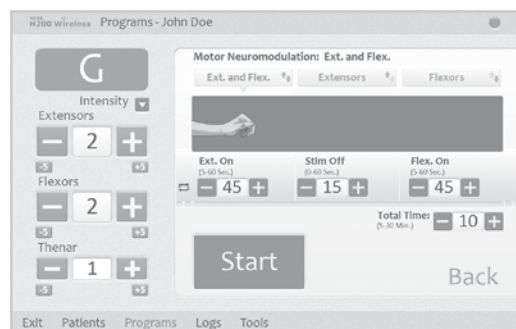 NESS
H200 Wireless Programs - John Doe
G
Intensity
Extensors
2
-5 +5
Flexors
2
-5 +5
Thenar
1
-5 +5
Motor Neuromodulation: Ext. and Flex.
Ext. and Flex. Extensors Flexors
Ext. On Stim Off Flex. On
(5-60 Sec.) (0-60 Sec.) (5-60 Sec.)
45 15 45
Total Time: 10
(5-30 Min.)
Start
Back
Exit Patients Programs Logs Tools